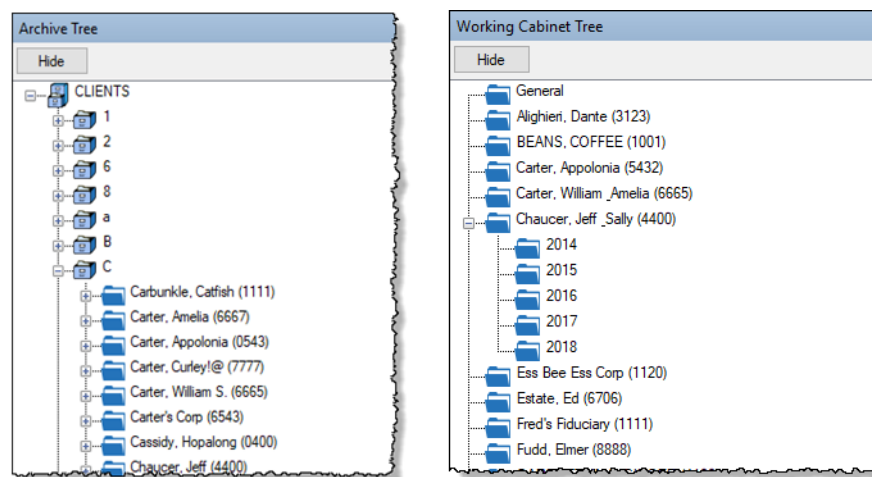 Archive Tree
Hide
CLIENTS
1
2
6
8
a
B
C
Carbunkle, Catfish (1111)
Carter, Amelia (6667)
Carter, Appolonia (0543)
Carter, Curley!@ (7777)
Carter, William S. (6665)
Carter's Corp (6543)
Cassidy, Hopalong (0400)
Chaucer, Jeff (4400)
Working Cabinet Tree
Hide
General
Alighieri, Dante (3123)
BEANS, COFFEE (1001)
Carter, Appolonia (5432)
Carter, William _Amelia (6665)
Chaucer, Jeff _Sally (4400)
2014
2015
2016
2017
2018
Ess Bee Ess Corp (1120)
Estate, Ed (6706)
Fred's Fiduciary (1111)
Fudd, Elmer (8888)